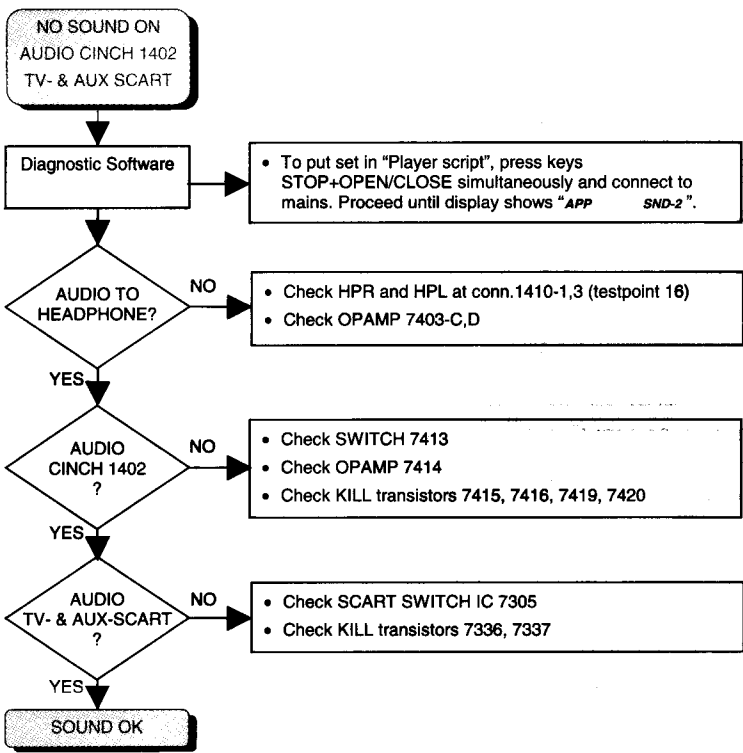 NO SOUND ON
AUDIO CINCH 1402
TV- & AUX SCART
Diagnostic Software
• To put set in “Player script”, press keys
STOP+OPEN/CLOSE simultaneously and connect to
mains. Proceed until display shows “APP SND-2 ”.
AUDIO TO
HEADPHONE?
NO
• Check HPR and HPL at conn.1410-1,3 (testpoint 16)
• Check OPAMP 7403-C,D
YES
AUDIO
CINCH 1402
?
NO
• Check SWITCH 7413
• Check OPAMP 7414
• Check KILL transistors 7415, 7416, 7419, 7420
YES
AUDIO
TV- & AUX-SCART
?
NO
• Check SCART SWITCH IC 7305
• Check KILL transistors 7336, 7337
YES
SOUND OK